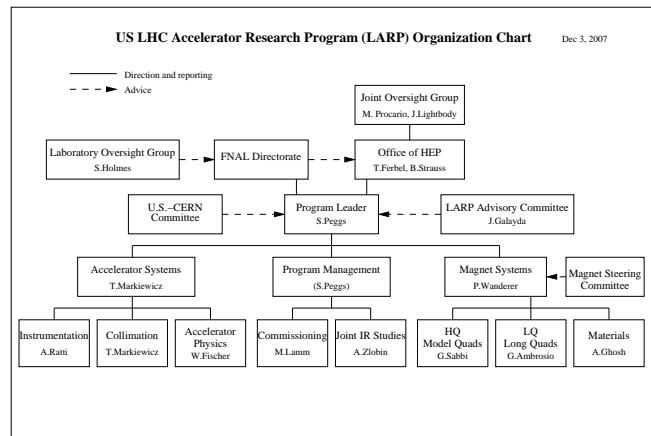 US LHC Accelerator Research Program (LARP) Organization Chart Dec 3, 2007
Direction and reporting
Advice
Joint Oversight Group
M. Procario, J.Lightbody
Laboratory Oversight Group
S.Holmes
FNAL Directorate
Office of HEP
T.Ferbel, B.Strauss
U.S.–CERN
Committee
Program Leader
S.Peggs
LARP Advisory Committee
J.Galayda
Accelerator Systems
T.Markiewicz
Program Management
(S.Peggs)
Magnet Systems
P.Wanderer
Magnet Steering
Committee
Instrumentation
A.Ratti
Collimation
T.Markiewicz
Accelerator
Physics
W.Fischer
Commissioning
M.Lamm
Joint IR Studies
A.Zlobin
HQ
Model Quads
G.Sabbi
LQ
Long Quads
G.Ambrosio
Materials
A.Ghosh